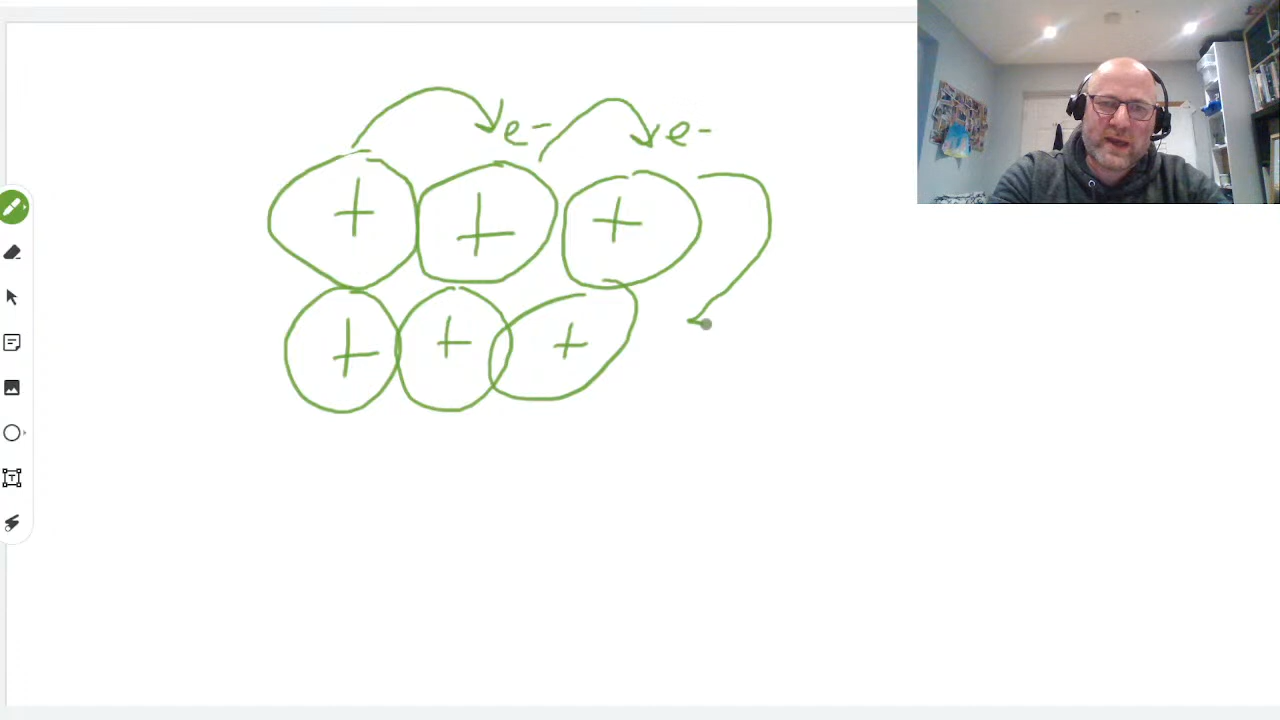 e- e-
+ + +
+ + +